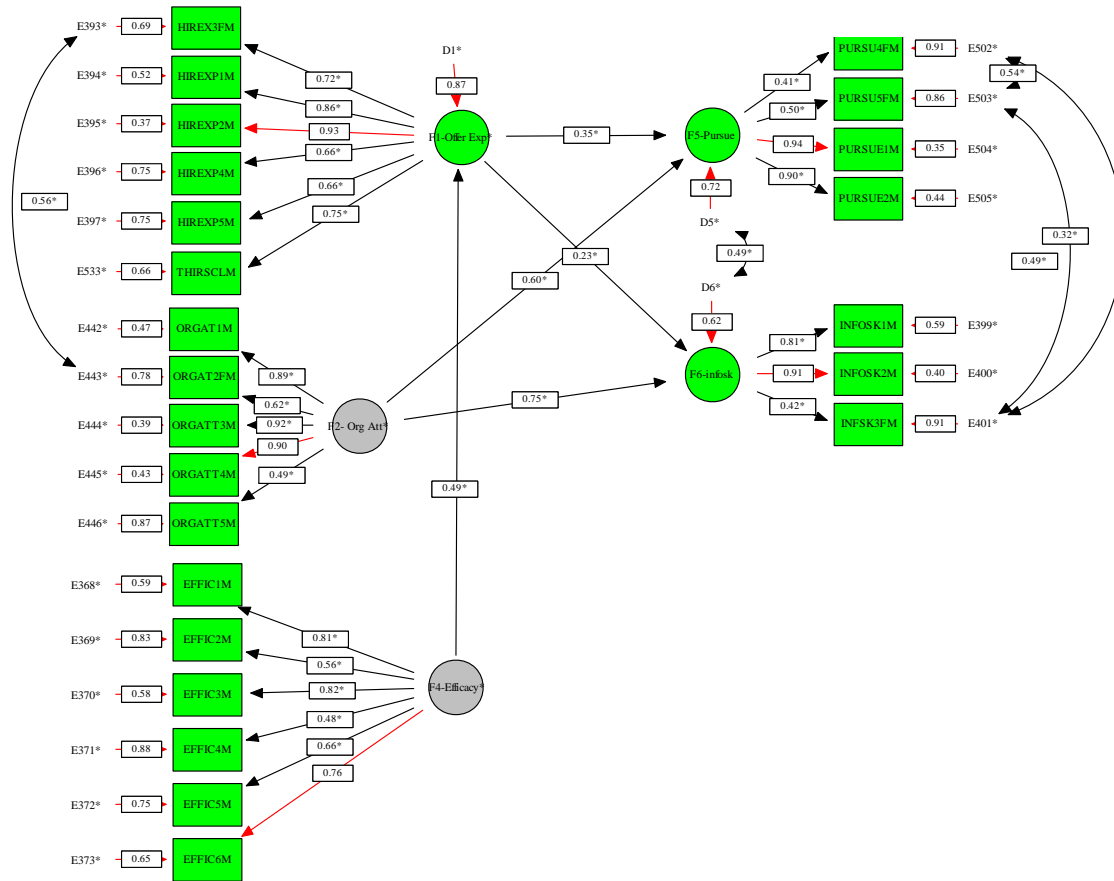 E393*
0.69
HIREX3FM
E394*
0.52
HIREXP1M
E395*
0.37
HIREXP2M
E396*
0.75
HIREXP4M
E397*
0.75
HIREXP5M
E533*
0.66
THIRSCLM
0.56*
0.72*
0.86*
0.93
0.66*
0.66*
0.75*
D1*
0.87
F1-Offer Exp*
E442*
0.47
ORGAT1M
E443*
0.78
ORGAT2FM
E444*
0.39
ORGATT3M
E445*
0.43
ORGATT4M
E446*
0.87
ORGATT5M
0.89*
0.62*
0.92*
0.90
0.49*
F2- Org Att*
E368*
0.59
EFFIC1M
E369*
0.83
EFFIC2M
E370*
0.58
EFFIC3M
E371*
0.88
EFFIC4M
E372*
0.75
EFFIC5M
E373*
0.65
EFFIC6M
0.81*
0.56*
0.82*
0.48*
0.66*
0.76
F4-Efficacy*
0.49*
0.35*
0.23*
0.60*
0.75*
F5-Pursue
0.72
D5*
0.49*
D6*
0.62
F6-infosk
0.41*
0.50*
0.94
0.90*
PURSU4FM
0.91
E502*
0.54*
PURSU5FM
0.86
E503*
PURSUE1M
0.35
E504*
PURSUE2M
0.44
E505*
0.32*
0.49*
0.81*
0.91
0.42*
INFOSK1M
0.59
E399*
INFOSK2M
0.40
E400*
INFSK3FM
0.91
E401*